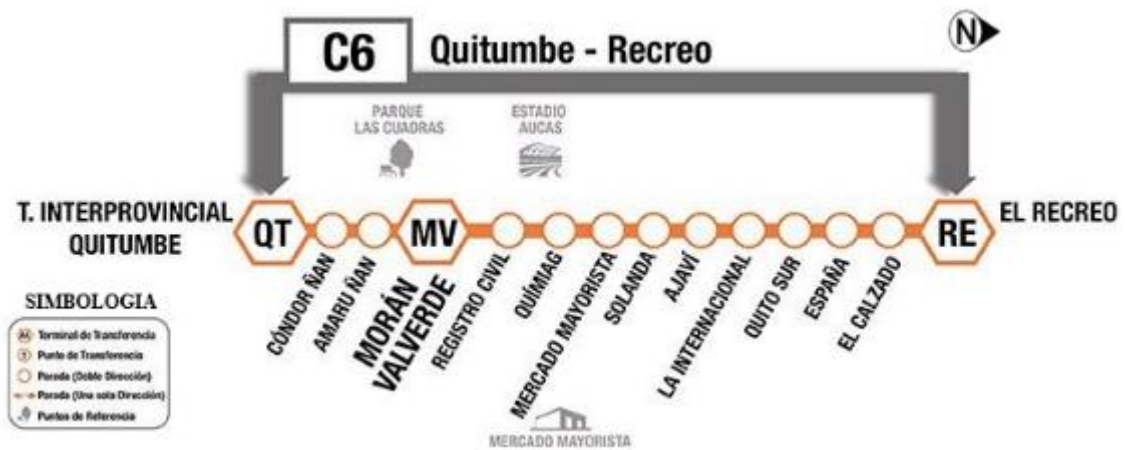 C6
Quitumbe - Recreo
N
PARQUE
LAS CUADRAS
ESTADIO
AUCAS
T. INTERPROVINCIAL
QUITUMBE
QT
MV
RE
EL RECREO
CÓNDOR ÑAN
AMARU ÑAN
MORÁN
VALVERDE
REGISTRO CIVIL
QUÍMIAG
MERCADO MAYORISTA
SOLANDA
AJAVÍ
LA INTERNACIONAL
QUITO SUR
ESPAÑA
EL CALZADO
MERCADO MAYORISTA
SIMBOLOGIA
Terminal de Transferencia
Punto de Transferencia
Parada (Doble Dirección)
Parada (Una sola Dirección)
Puntos de Referencia